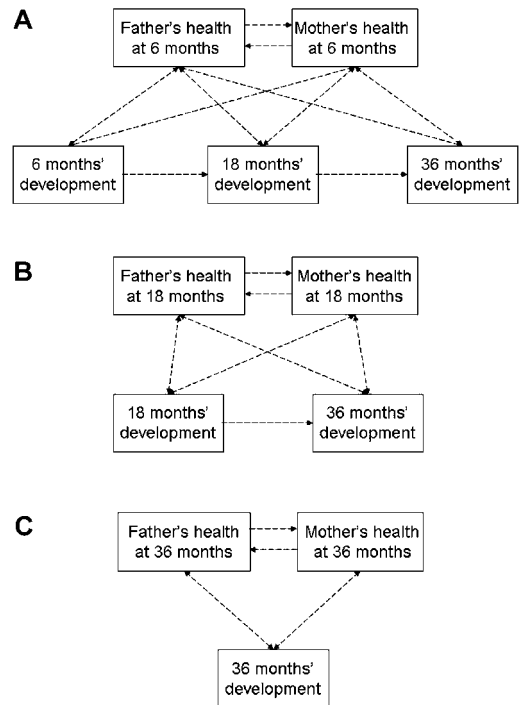 A
Father's health
at 6 months
Mother's health
at 6 months
6 months'
development
18 months'
development
36 months'
development
B
Father's health
at 18 months
Mother's health
at 18 months
18 months'
development
36 months'
development
C
Father's health
at 36 months
Mother's health
at 36 months
36 months'
development